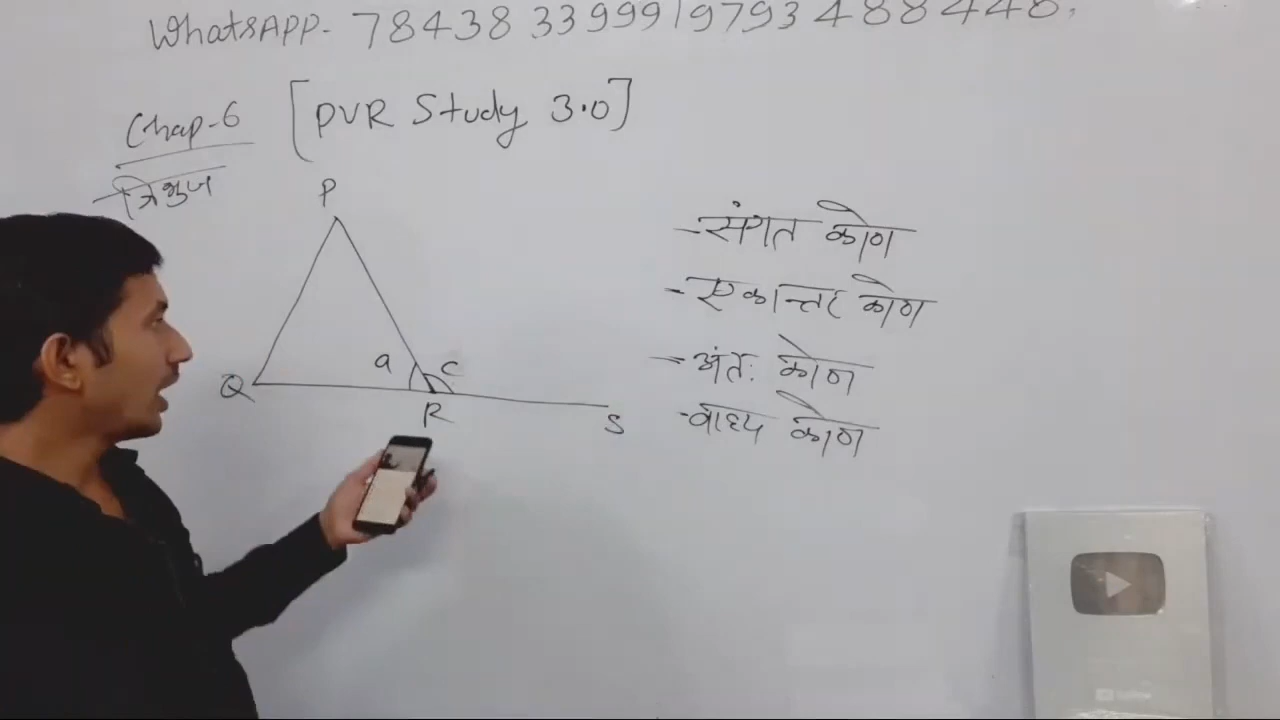 WhatsAPP- 7843833999 | 9793488448,
Chap-6 [PVR Study 3.0]
त्रिभुज
P
a
c
Q
R
S
- संगत कोण
- एकान्तर कोण
- अंतः कोण
- वाह्य कोण